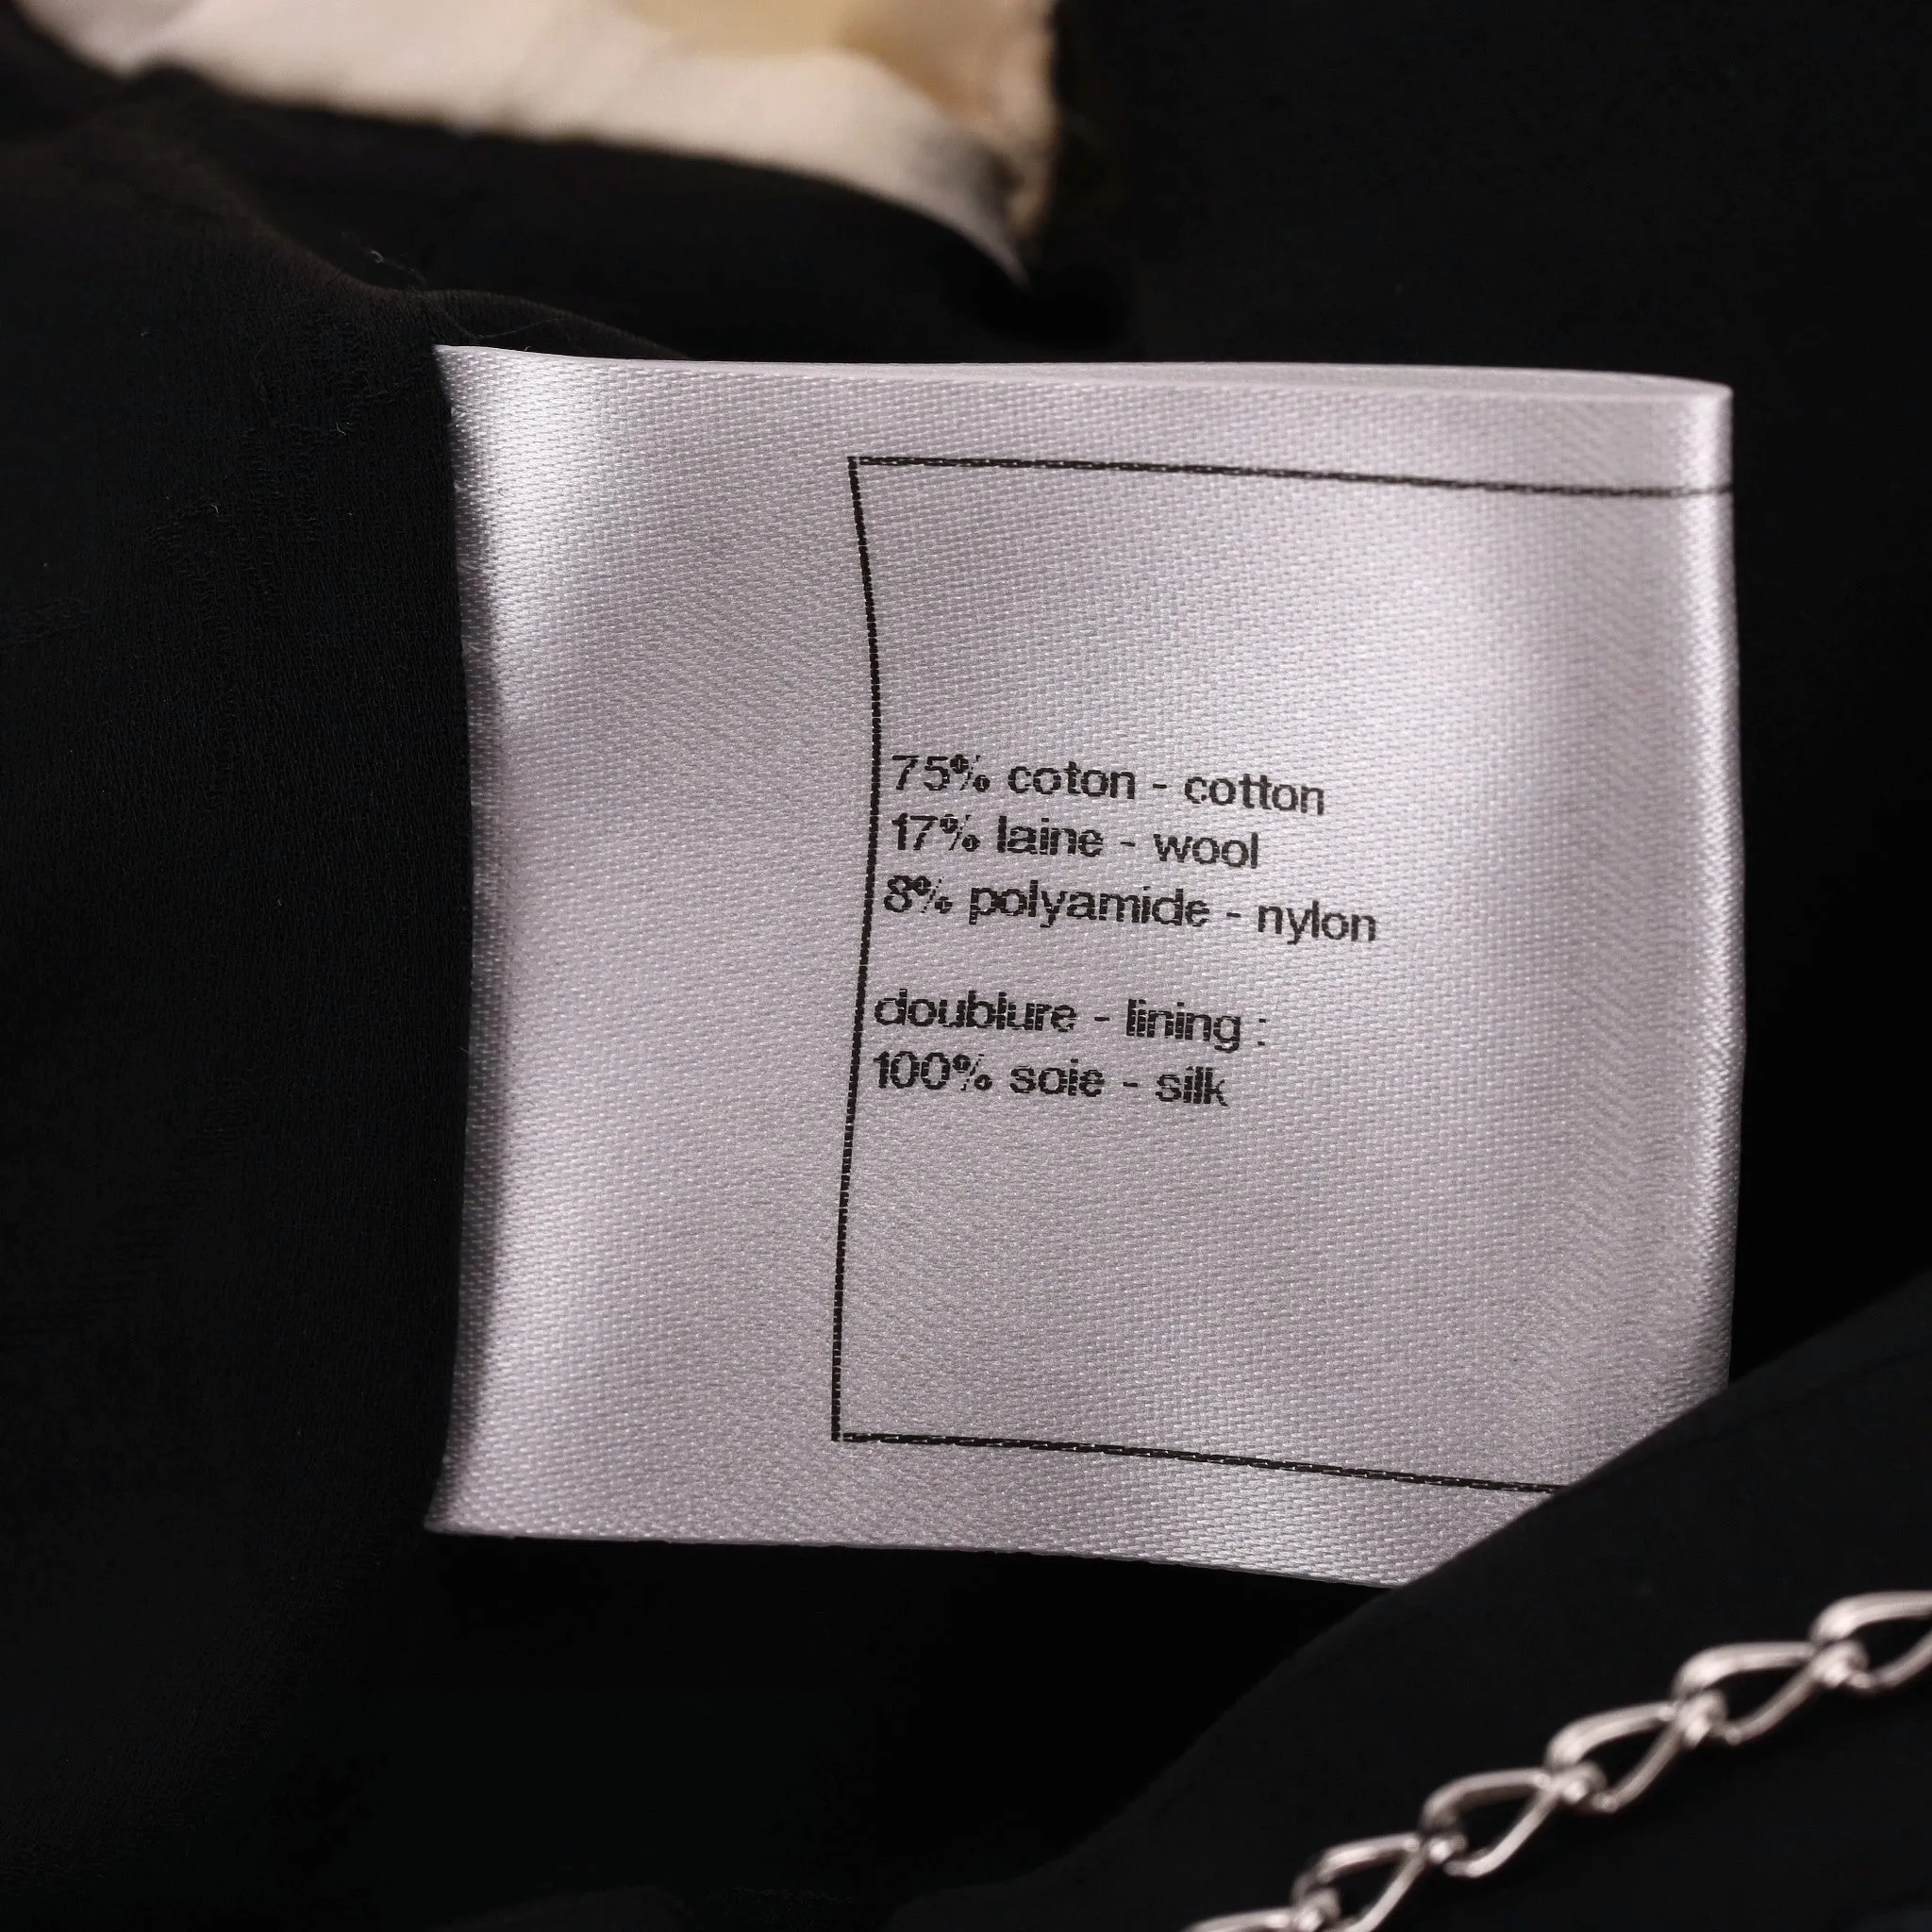 75% coton - cotton
17% laine - wool
8% polyamide - nylon
doublure - lining :
100% soie - silk